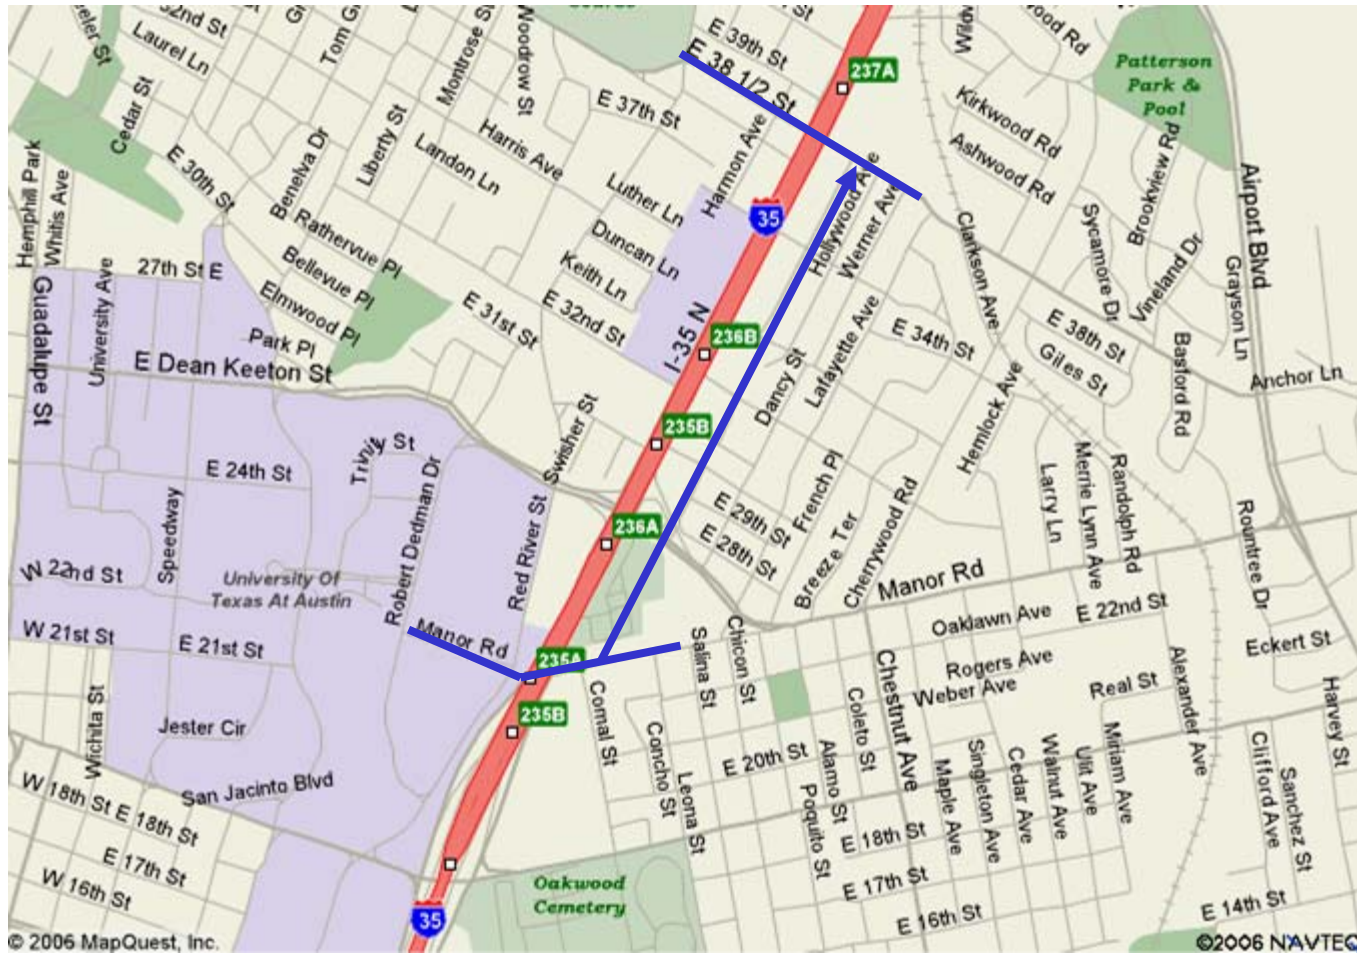 32nd St
Laurel Ln
Cedar St
Montrose St
Woodrow St
E 39th St
E 38 1/2 St
237A
Wood Rd
Patterson
Park &
Pool
E 37th St
Harmon Ave
Kirkwood Rd
Ashwood Rd
Brookview Rd
Airport Blvd
Harris Ave
Landon Ln
Liberty St
Benelva Dr
E 30th St
Hemphill Park
Whitis Ave
Luther Ln
Duncan Ln
Keith Ln
35
Hollywood Ave
Werner Ave
Clarkson Ave
Sycamore Dr
Vineland Dr
Grayson Ln
Rathervue Pl
Bellevue Pl
Elmwood Pl
Park Pl
27th St E
University Ave
Guadalupe St
E Dean Keeton St
E 31st St
E 32nd St
I-35 N
236B
Dancy St
Lafayette Ave
E 34th St
E 38th St
Giles St
Basford Rd
Anchor Ln
Hemlock Ave
Swisher St
235B
Trinity St
Robert Dedman Dr
E 24th St
Speedway
W 22nd St
University Of
Texas At Austin
Red River St
236A
E 29th St
E 28th St
French Pl
Breeze Ter
Cherrywood Rd
Larry Ln
Merrie Lynn Ave
Randolph Rd
Rountree Dr
Manor Rd
W 21st St
E 21st St
Manor Rd
235A
Salina St
Chicon St
Oaklawn Ave
E 22nd St
Eckert St
Rogers Ave
Weber Ave
Real St
Alexander Ave
Harvey St
Wichita St
Jester Cir
235B
Comal St
Concho St
Leona St
E 20th St
Coleto St
Chestnut Ave
Alamo St
Poquito St
Maple Ave
Singleton Ave
Cedar Ave
Walnut Ave
Ulit Ave
Miriam Ave
Clifford Ave
Sanchez St
San Jacinto Blvd
W 18th St
E 18th St
E 17th St
W 16th St
E 18th St
E 17th St
E 16th St
E 14th St
Oakwood
Cemetery
35
© 2006 MapQuest, Inc.
©2006 NAVTEQ